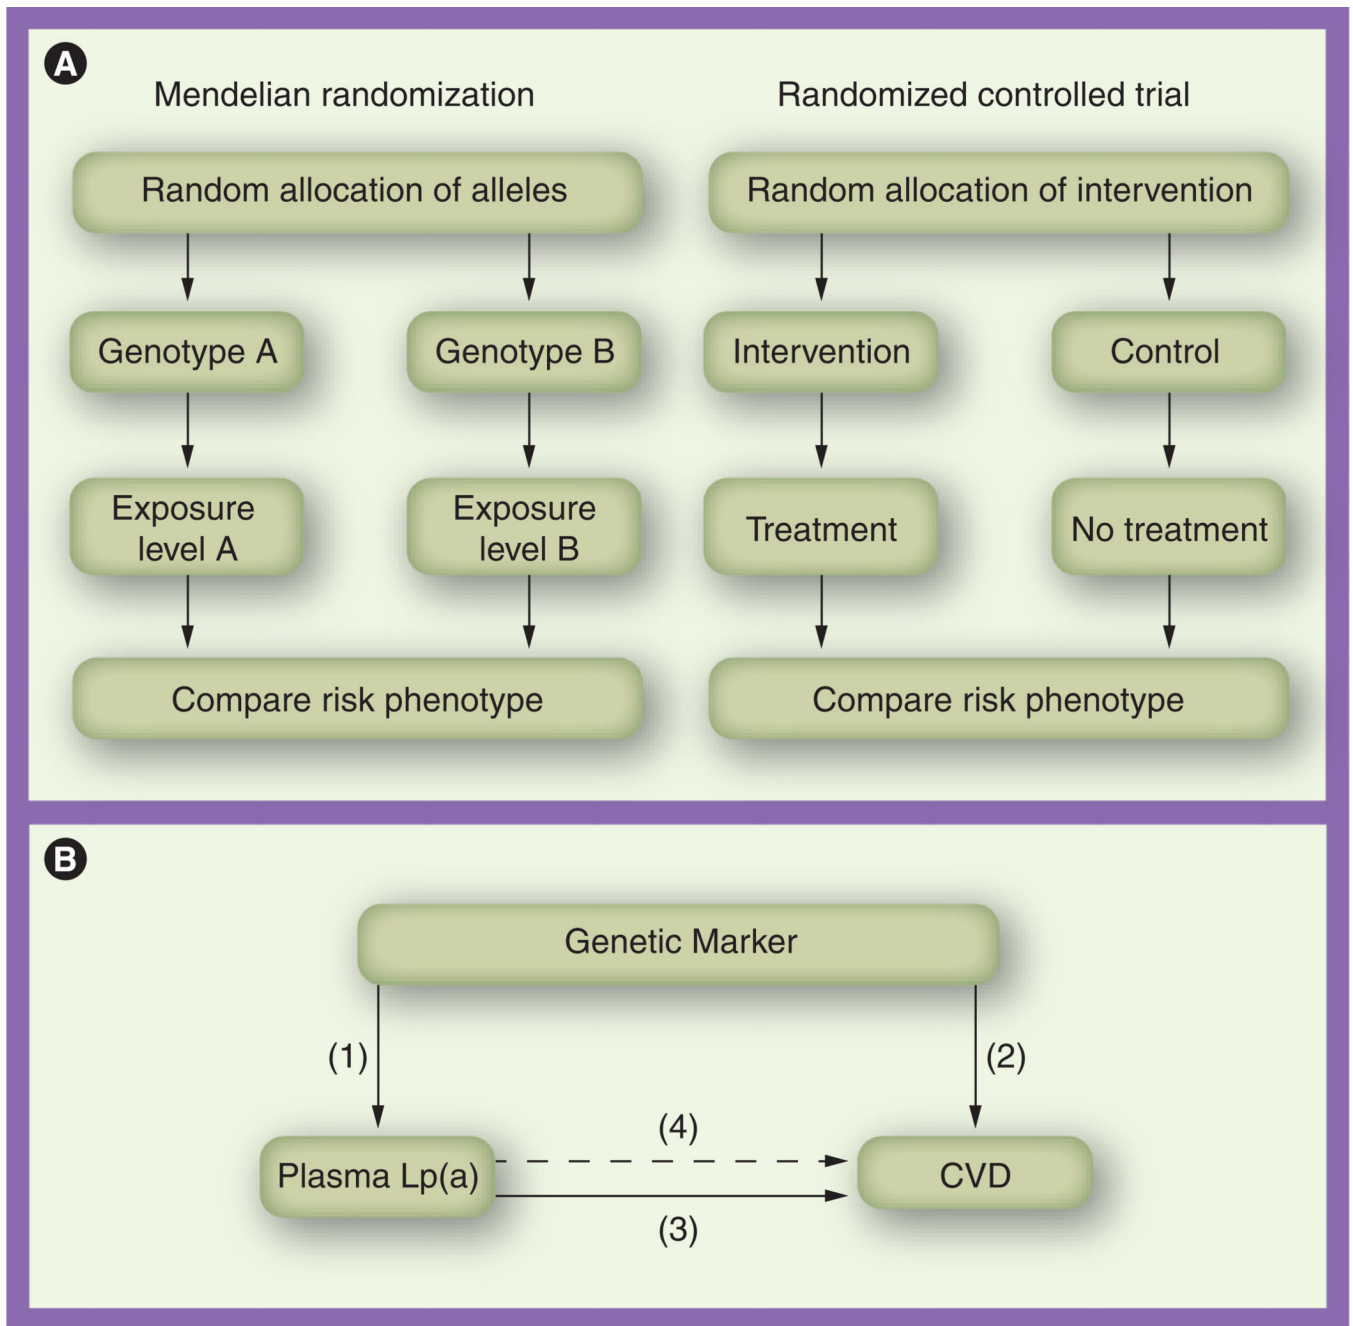 A
Mendelian randomization
Randomized controlled trial
Random allocation of alleles
Random allocation of intervention
Genotype A
Genotype B
Intervention
Control
Exposure
level A
Exposure
level B
Treatment
No treatment
Compare risk phenotype
Compare risk phenotype
B
Genetic Marker
(1)
(2)
(4)
Plasma Lp(a)
CVD
(3)